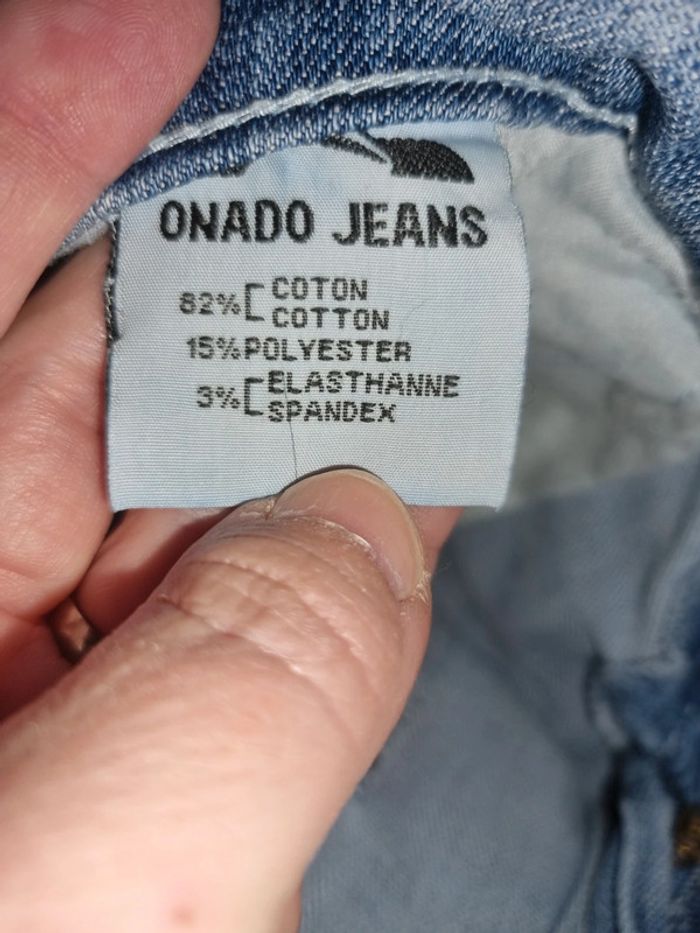 ONADO JEANS
82% [ COTON
COTTON
15% POLYESTER
3% [ ELASTHANNE
SPANDEX